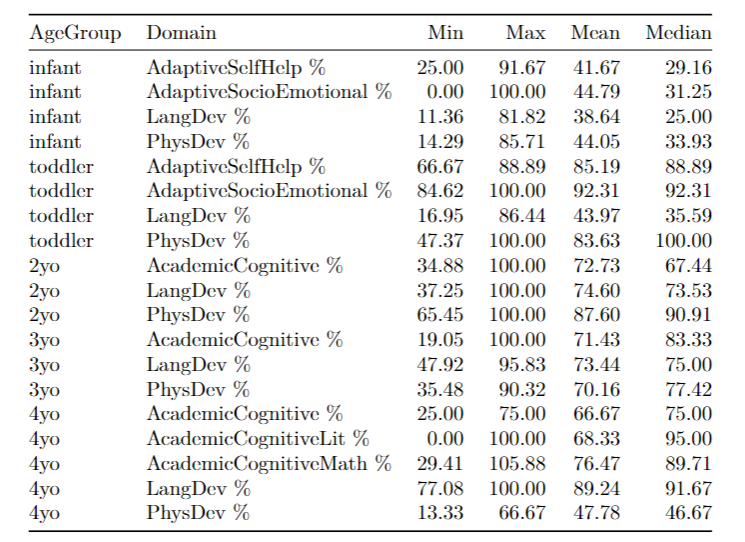 AgeGroup Domain Min Max Mean Median
infant AdaptiveSelfHelp % 25.00 91.67 41.67 29.16
infant AdaptiveSocioEmotional % 0.00 100.00 44.79 31.25
infant LangDev % 11.36 81.82 38.64 25.00
infant PhysDev % 14.29 85.71 44.05 33.93
toddler AdaptiveSelfHelp % 66.67 88.89 85.19 88.89
toddler AdaptiveSocioEmotional % 84.62 100.00 92.31 92.31
toddler LangDev % 16.95 86.44 43.97 35.59
toddler PhysDev % 47.37 100.00 83.63 100.00
2yo AcademicCognitive % 34.88 100.00 72.73 67.44
2yo LangDev % 37.25 100.00 74.60 73.53
2yo PhysDev % 65.45 100.00 87.60 90.91
3yo AcademicCognitive % 19.05 100.00 71.43 83.33
3yo LangDev % 47.92 95.83 73.44 75.00
3yo PhysDev % 35.48 90.32 70.16 77.42
4yo AcademicCognitive % 25.00 75.00 66.67 75.00
4yo AcademicCognitiveLit % 0.00 100.00 68.33 95.00
4yo AcademicCognitiveMath % 29.41 105.88 76.47 89.71
4yo LangDev % 77.08 100.00 89.24 91.67
4yo PhysDev % 13.33 66.67 47.78 46.67